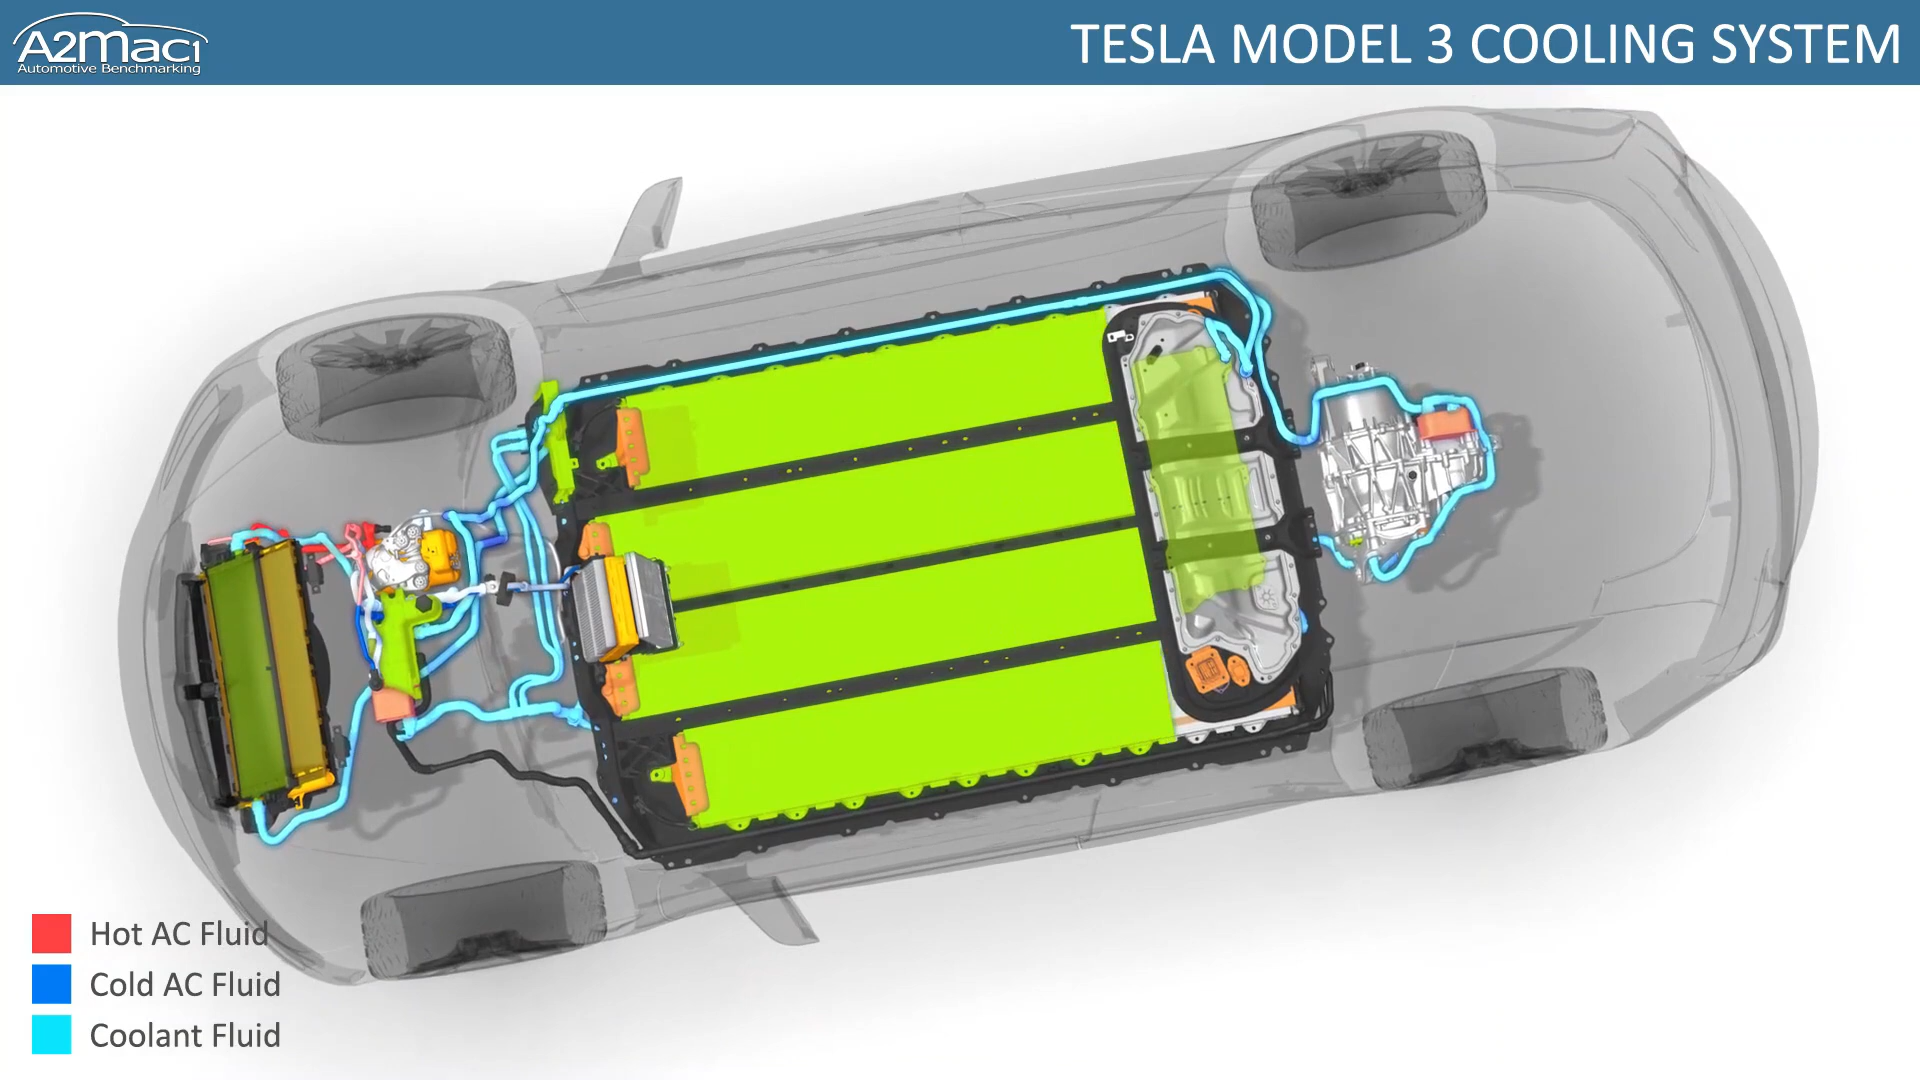 A2MAC1
Automotive Benchmarking
TESLA MODEL 3 COOLING SYSTEM
Hot AC Fluid
Cold AC Fluid
Coolant Fluid